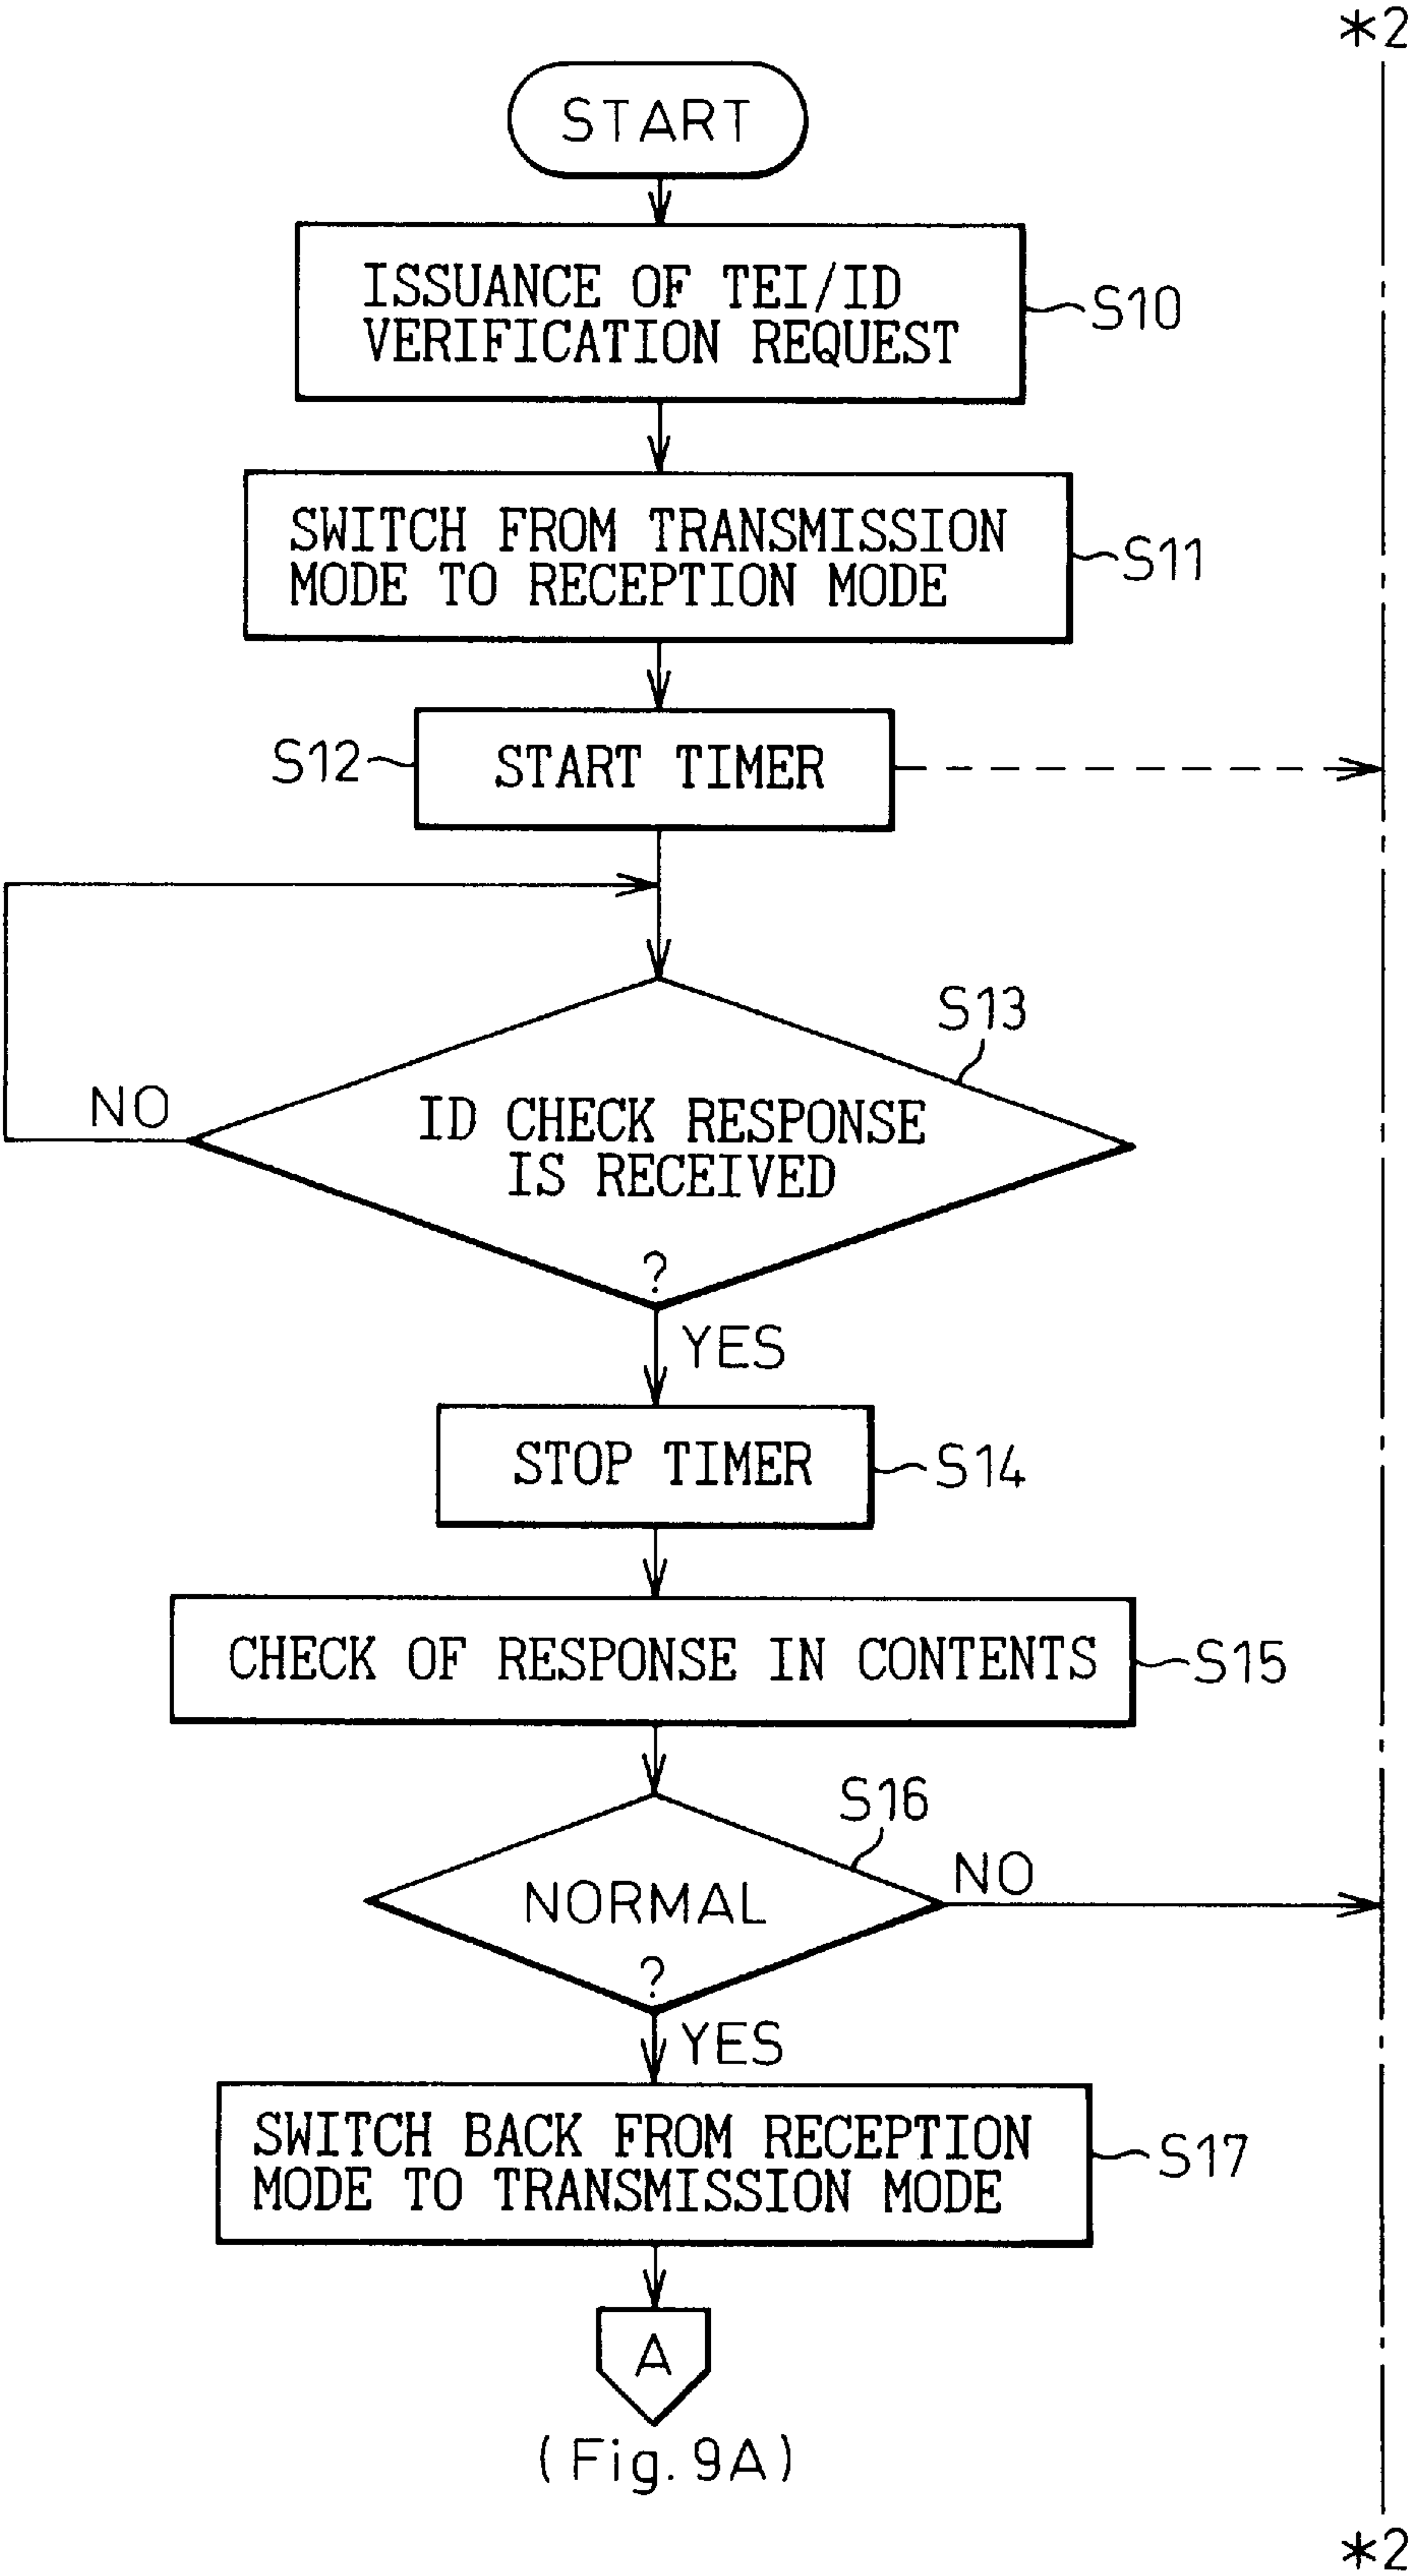 *2
START
ISSUANCE OF TEI/ID
VERIFICATION REQUEST
S10
SWITCH FROM TRANSMISSION
MODE TO RECEPTION MODE
S11
S12
START TIMER
S13
NO
ID CHECK RESPONSE
IS RECEIVED
?
YES
STOP TIMER
S14
CHECK OF RESPONSE IN CONTENTS
S15
S16
NORMAL
?
NO
YES
SWITCH BACK FROM RECEPTION
MODE TO TRANSMISSION MODE
S17
A
(Fig. 9A)
*2